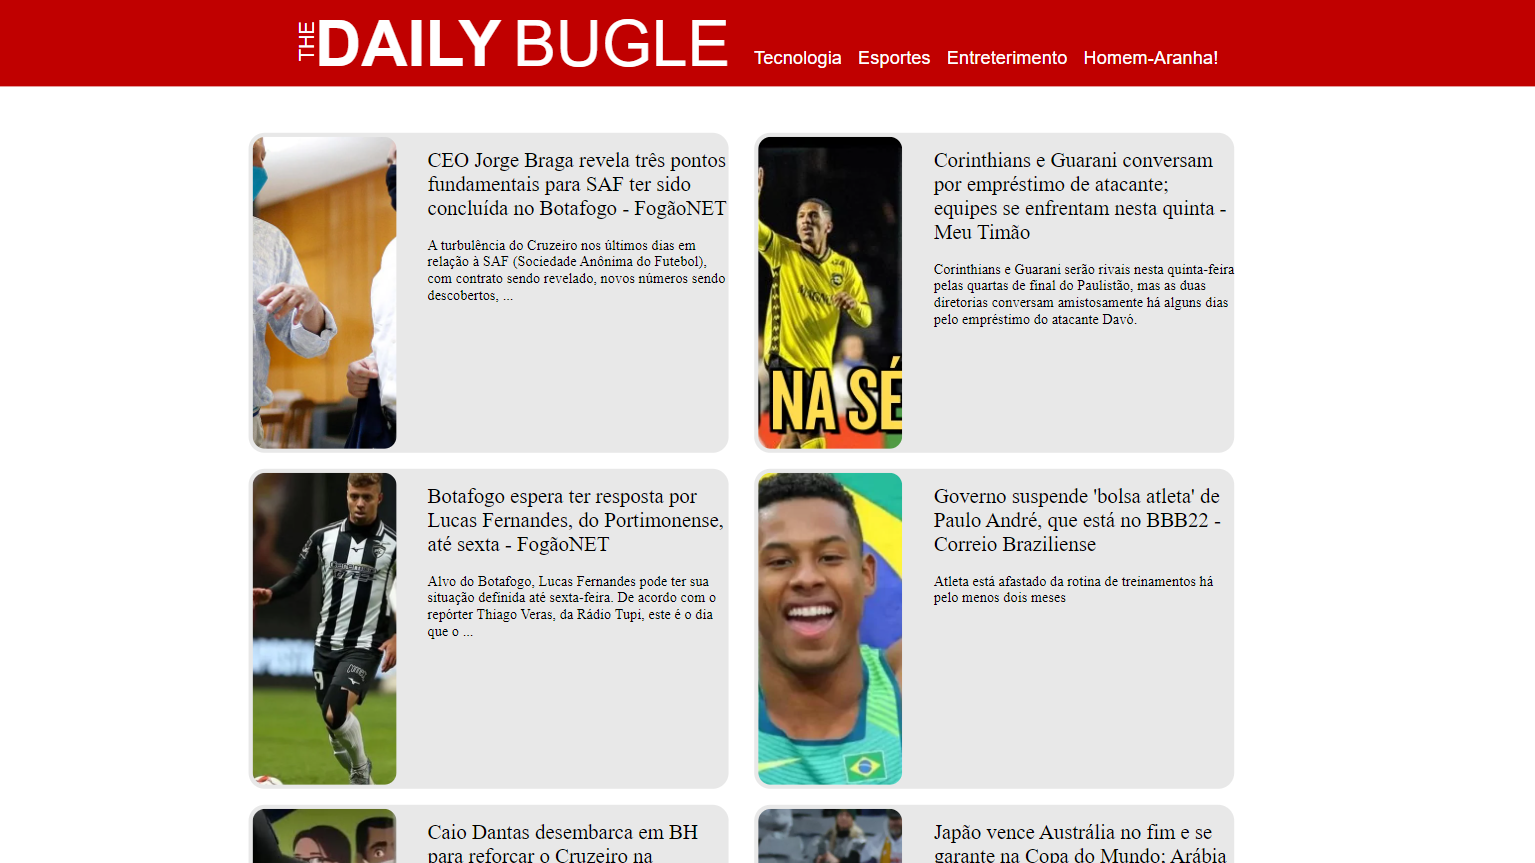 THE DAILY BUGLE
Tecnologia Esportes Entreterimento Homem-Aranha!
CEO Jorge Braga revela três pontos
fundamentais para SAF ter sido
concluída no Botafogo - FogãoNET
A turbulência do Cruzeiro nos últimos dias em
relação à SAF (Sociedade Anônima do Futebol),
com contrato sendo revelado, novos números sendo
descobertos, ...
NA SÉ
Corinthians e Guarani conversam
por empréstimo de atacante;
equipes se enfrentam nesta quinta -
Meu Timão
Corinthians e Guarani serão rivais nesta quinta-feira
pelas quartas de final do Paulistão, mas as duas
diretorias conversam amistosamente há alguns dias
pelo empréstimo do atacante Davó.
Botafogo espera ter resposta por
Lucas Fernandes, do Portimonense,
até sexta - FogãoNET
Alvo do Botafogo, Lucas Fernandes pode ter sua
situação definida até sexta-feira. De acordo com o
repórter Thiago Veras, da Rádio Tupi, este é o dia
que o ...
Governo suspende 'bolsa atleta' de
Paulo André, que está no BBB22 -
Correio Braziliense
Atleta está afastado da rotina de treinamentos há
pelo menos dois meses
Caio Dantas desembarca em BH
para reforçar o Cruzeiro na
Japão vence Austrália no fim e se
garante na Copa do Mundo; Arábia